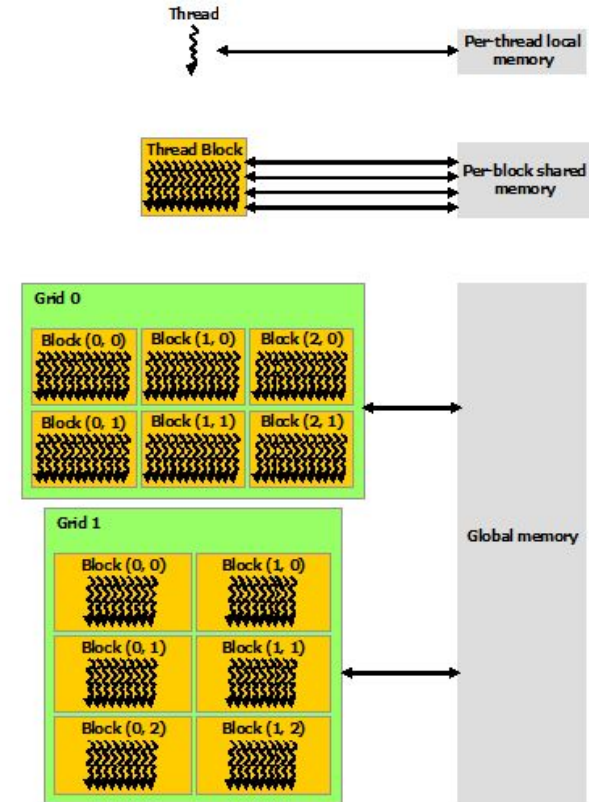 Thread
Per-thread local
memory
Thread Block
Per-block shared
memory
Grid 0
Block (0, 0)
Block (1, 0)
Block (2, 0)
Block (0, 1)
Block (1, 1)
Block (2, 1)
Grid 1
Global memory
Block (0, 0)
Block (1, 0)
Block (0, 1)
Block (1, 1)
Block (0, 2)
Block (1, 2)